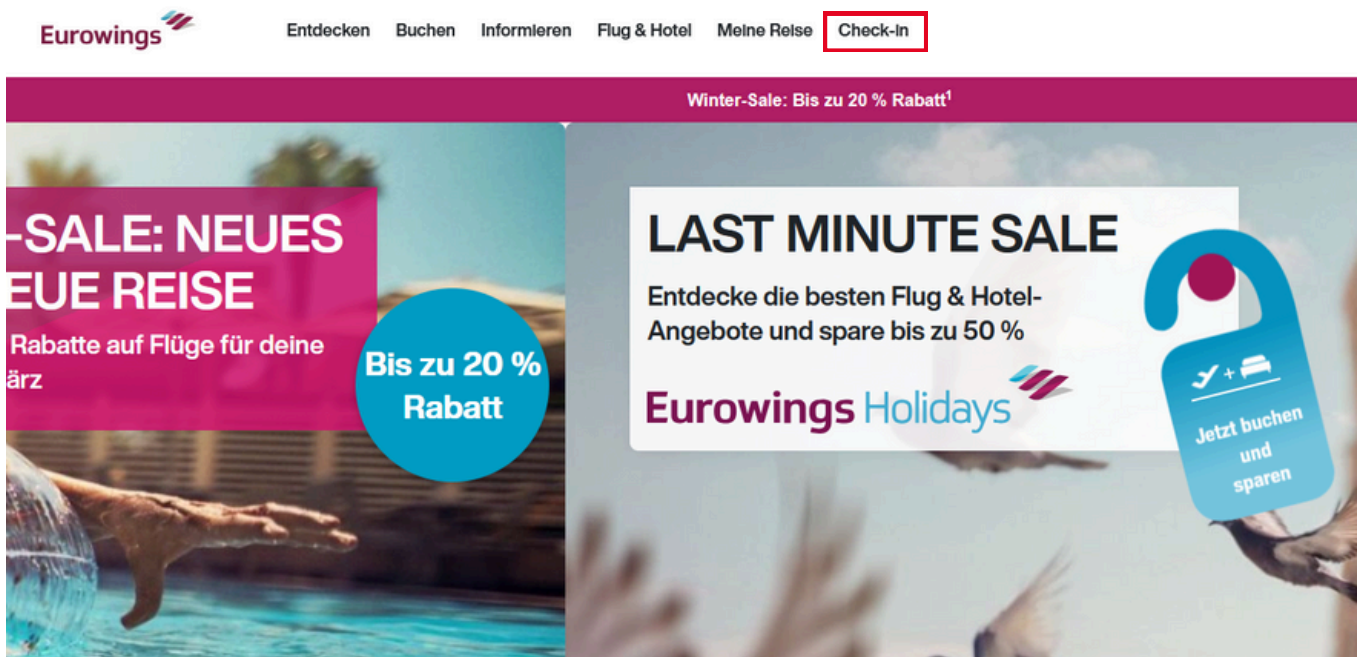 Eurowings
Entdecken Buchen Informieren Flug & Hotel Meine Reise Check-in
Winter-Sale: Bis zu 20 % Rabatt¹
-SALE: NEUES
EUE REISE
Rabatte auf Flüge für deine
ärz
Bis zu 20 %
Rabatt
LAST MINUTE SALE
Entdecke die besten Flug & Hotel-
Angebote und spare bis zu 50 %
Eurowings Holidays
Jetzt buchen
und
sparen